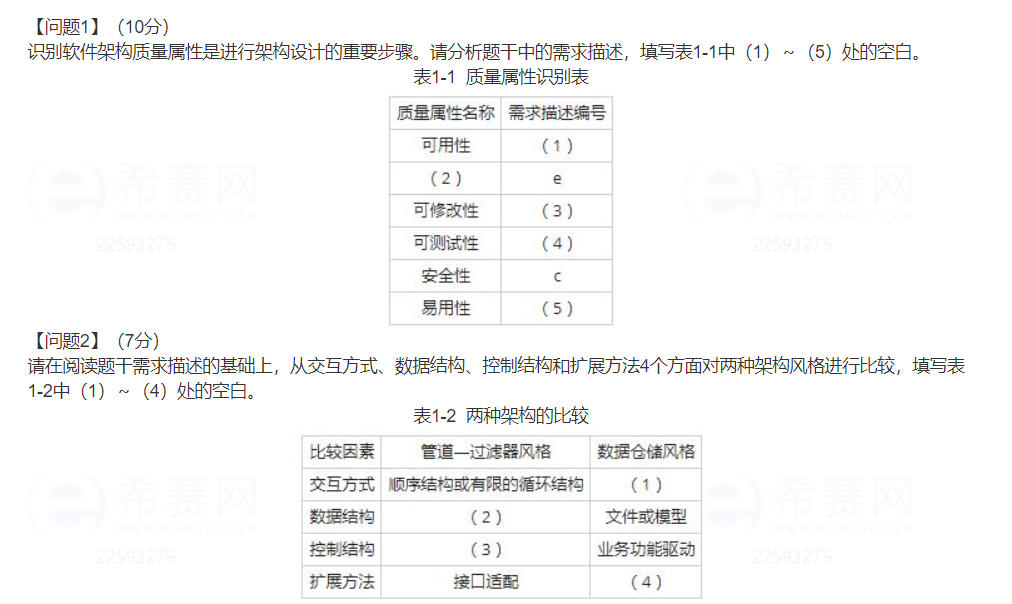 【问题1】（10分）
识别软件架构质量属性是进行架构设计的重要步骤。请分析题干中的需求描述，填写表1-1中（1）~（5）处的空白。
表1-1 质量属性识别表
质量属性名称 需求描述编号
可用性 （1）
（2） e
可修改性 （3）
可测试性 （4）
安全性 c
易用性 （5）
希赛网
WWW.EDUCITY.CN
22593275
希赛网
WWW.EDUCITY.CN
22593275
【问题2】（7分）
请在阅读题干需求描述的基础上，从交互方式、数据结构、控制结构和扩展方法4个方面对两种架构风格进行比较，填写表
1-2中（1）~（4）处的空白。
表1-2 两种架构的比较
比较因素 管道—过滤器风格 数据仓储风格
交互方式 顺序结构或有限的循环结构 （1）
数据结构 （2） 文件或模型
控制结构 （3） 业务功能驱动
扩展方法 接口适配 （4）
希赛网
WWW.EDUCITY.CN
22593275
希赛网
WWW.EDUCITY.CN
22593275